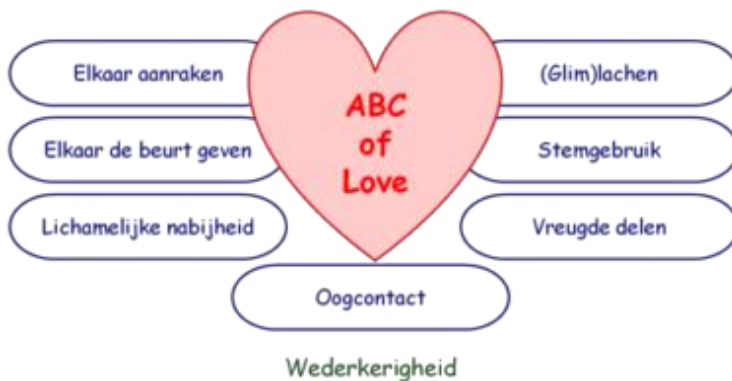 Elkaar aanraken
Elkaar de beurt geven
Lichamelijke nabijheid
ABC
of
Love
(Glim)lachen
Stemgebruik
Vreugde delen
Oogcontact
Wederkerigheid